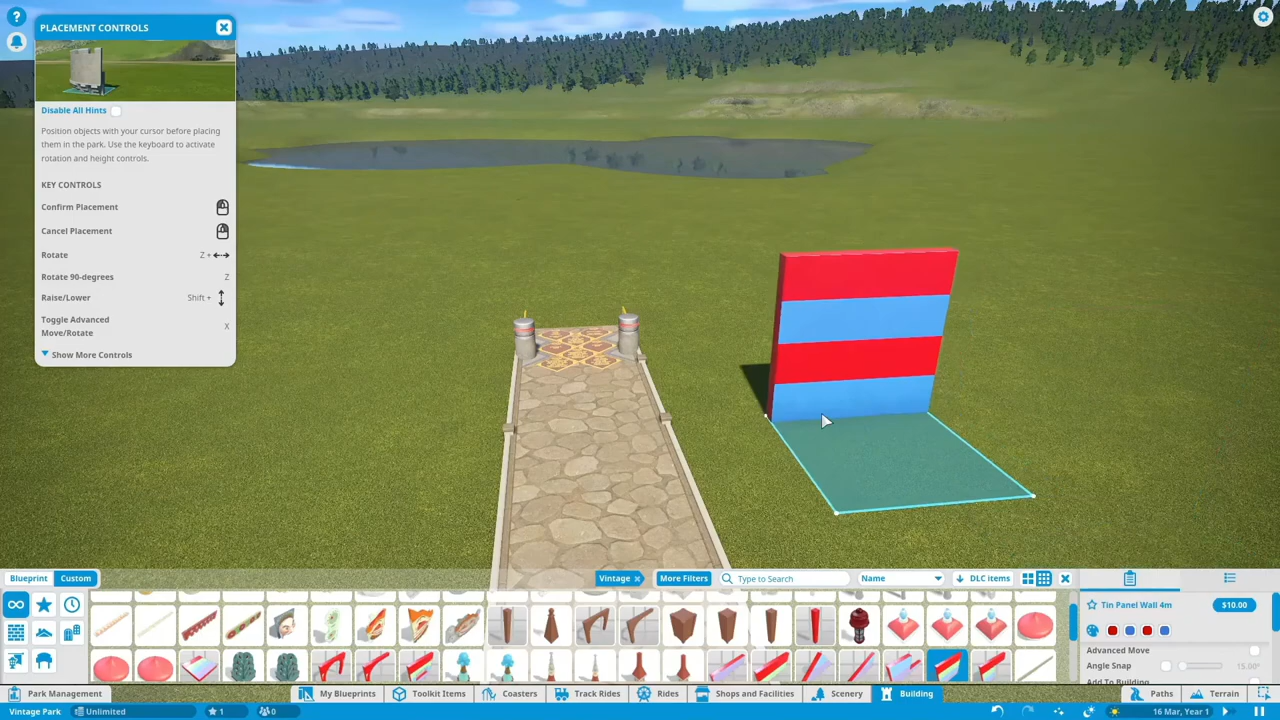 ?
PLACEMENT CONTROLS
Disable All Hints
Position objects with your cursor before placing
them in the park. Use the keyboard to activate
rotation and height controls.
KEY CONTROLS
Confirm Placement
Cancel Placement
Rotate Z +
Rotate 90-degrees Z
Raise/Lower Shift +
Toggle Advanced
Move/Rotate X
Show More Controls
Blueprint Custom Vintage × More Filters Type to Search Name DLC items
Tin Panel Wall 4m $10.00
Advanced Move
Angle Snap 15.00°
Add To Building
Park Management My Blueprints Toolkit Items Coasters Track Rides Rides Shops and Facilities Scenery Building Paths Terrain
Vintage Park Unlimited 1 0 16 Mar, Year 1